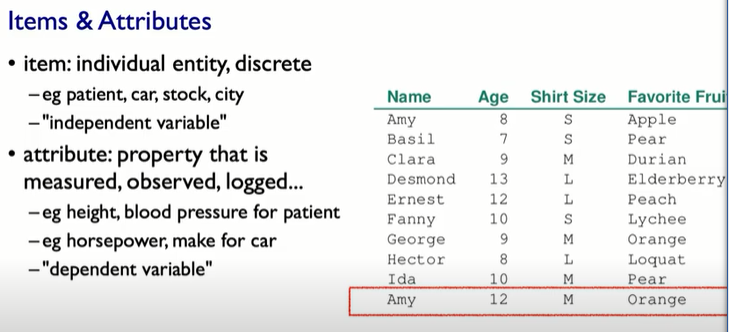 Items & Attributes
• item: individual entity, discrete
–eg patient, car, stock, city
–"independent variable"
• attribute: property that is
measured, observed, logged...
–eg height, blood pressure for patient
–eg horsepower, make for car
–"dependent variable"
Name Age Shirt Size Favorite Frui
Amy 8 S Apple
Basil 7 S Pear
Clara 9 M Durian
Desmond 13 L Elderberry
Ernest 12 L Peach
Fanny 10 S Lychee
George 9 M Orange
Hector 8 L Loquat
Ida 10 M Pear
Amy 12 M Orange